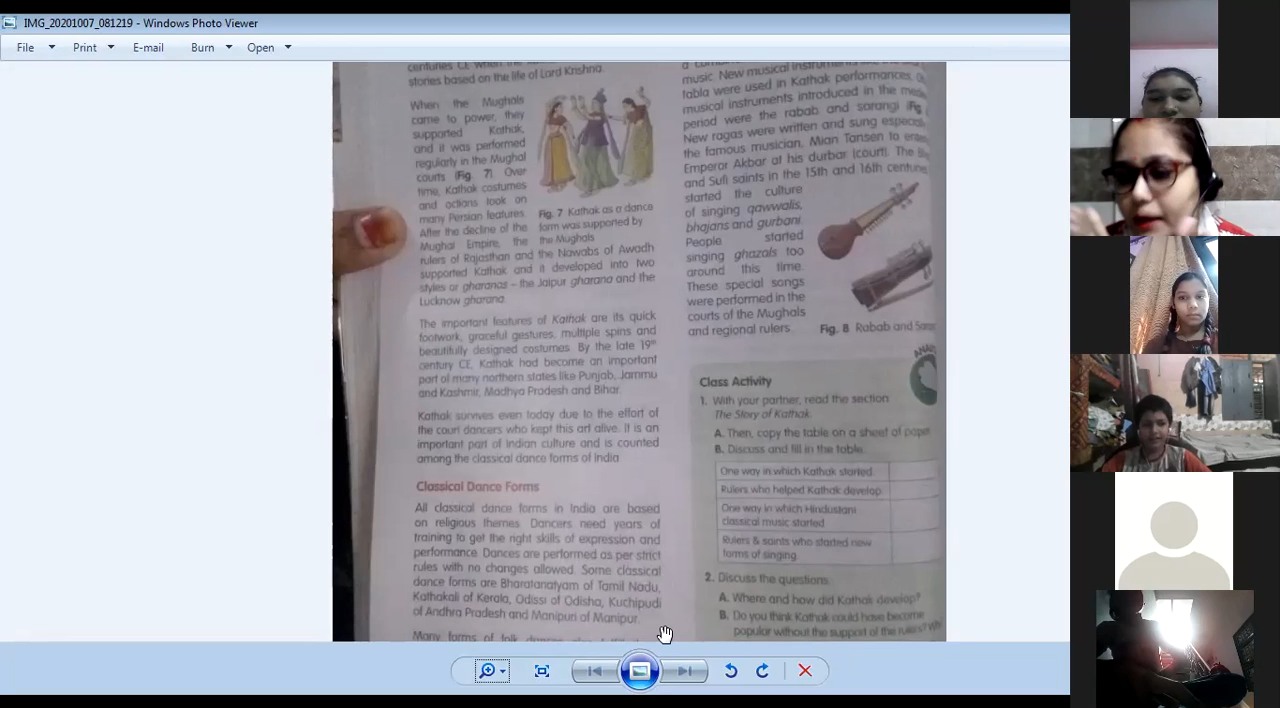 IMG_20201007_081219 - Windows Photo Viewer
File Print E-mail Burn Open
centuries CE when the
stories based on the life of Lord Krishna.
When the Mughals
came to power, they
supported Kathak,
and it was performed
regularly in the Mughal
courts (Fig. 7). Over
time, Kathak costumes
and actions took on
many Persian features.
After the decline of the
Mughal Empire, the
rulers of Rajasthan and the Nawabs of Awadh
supported Kathak and it developed into two
styles or gharanas – the Jaipur gharana and the
Lucknow gharana.
Fig. 7 Kathak as a dance
form was supported by
the Mughals
The important features of Kathak are its quick
footwork, graceful gestures, multiple spins and
beautifully designed costumes. By the late 19th
century CE, Kathak had become an important
part of many northern states like Punjab, Jammu
and Kashmir, Madhya Pradesh and Bihar.
Kathak survives even today due to the effort of
the court dancers who kept this art alive. It is an
important part of Indian culture and is counted
among the classical dance forms of India
Classical Dance Forms
All classical dance forms in India are based
on religious themes. Dancers need years of
training to get the right skills of expression and
performance. Dances are performed as per strict
rules with no changes allowed. Some classical
dance forms are Bharatanatyam of Tamil Nadu,
Kathakali of Kerala, Odissi of Odisha, Kuchipudi
of Andhra Pradesh and Manipuri of Manipur.
Many forms of folk dances
music. New musical instruments
tabla were used in Kathak performances.
musical instruments introduced in the
period were the rabab and sarangi (Fig
New ragas were written and sung
the famous musician, Mian Tansen to
Emperor Akbar at his durbar (court). The
and Sufi saints in the 15th and 16th
started the culture
of singing qawwalis,
bhajans and gurbani.
People started
singing ghazals too
around this time.
These special songs
were performed in the
courts of the Mughals
and regional rulers.
Fig. 8 Rabab and
Class Activity
1. With your partner, read the section
The Story of Kathak.
A. Then, copy the table on a sheet of paper
B. Discuss and fill in the table.
One way in which Kathak started
Rulers who helped Kathak develop
One way in which Hindustani
classical music started
Rulers & saints who started new
forms of singing
2. Discuss the questions.
A. Where and how did Kathak develop?
B. Do you think Kathak could have become
popular without the support of the rulers?